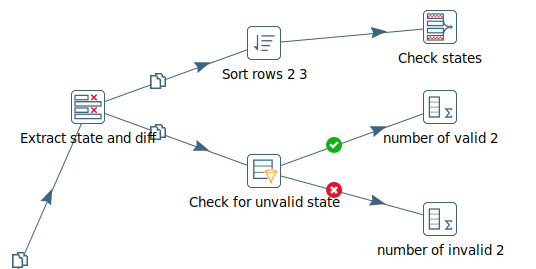 Check states
Sort rows 2 3
Extract state and diff
number of valid 2
Check for unvalid state
number of invalid 2